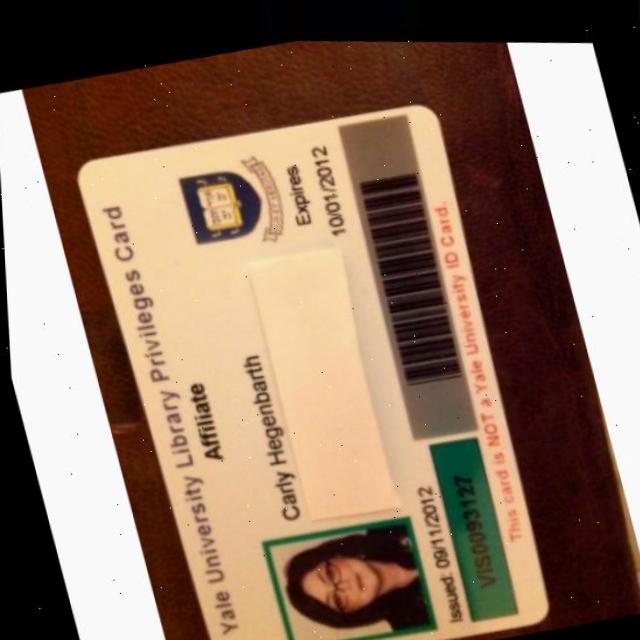 Yale University Library Privileges Card
Affiliate
Carly Hegenbarth
Expires
10/01/2012
Issued: 09/11/2012
VIS0093127
This card is NOT a Yale University ID Card.